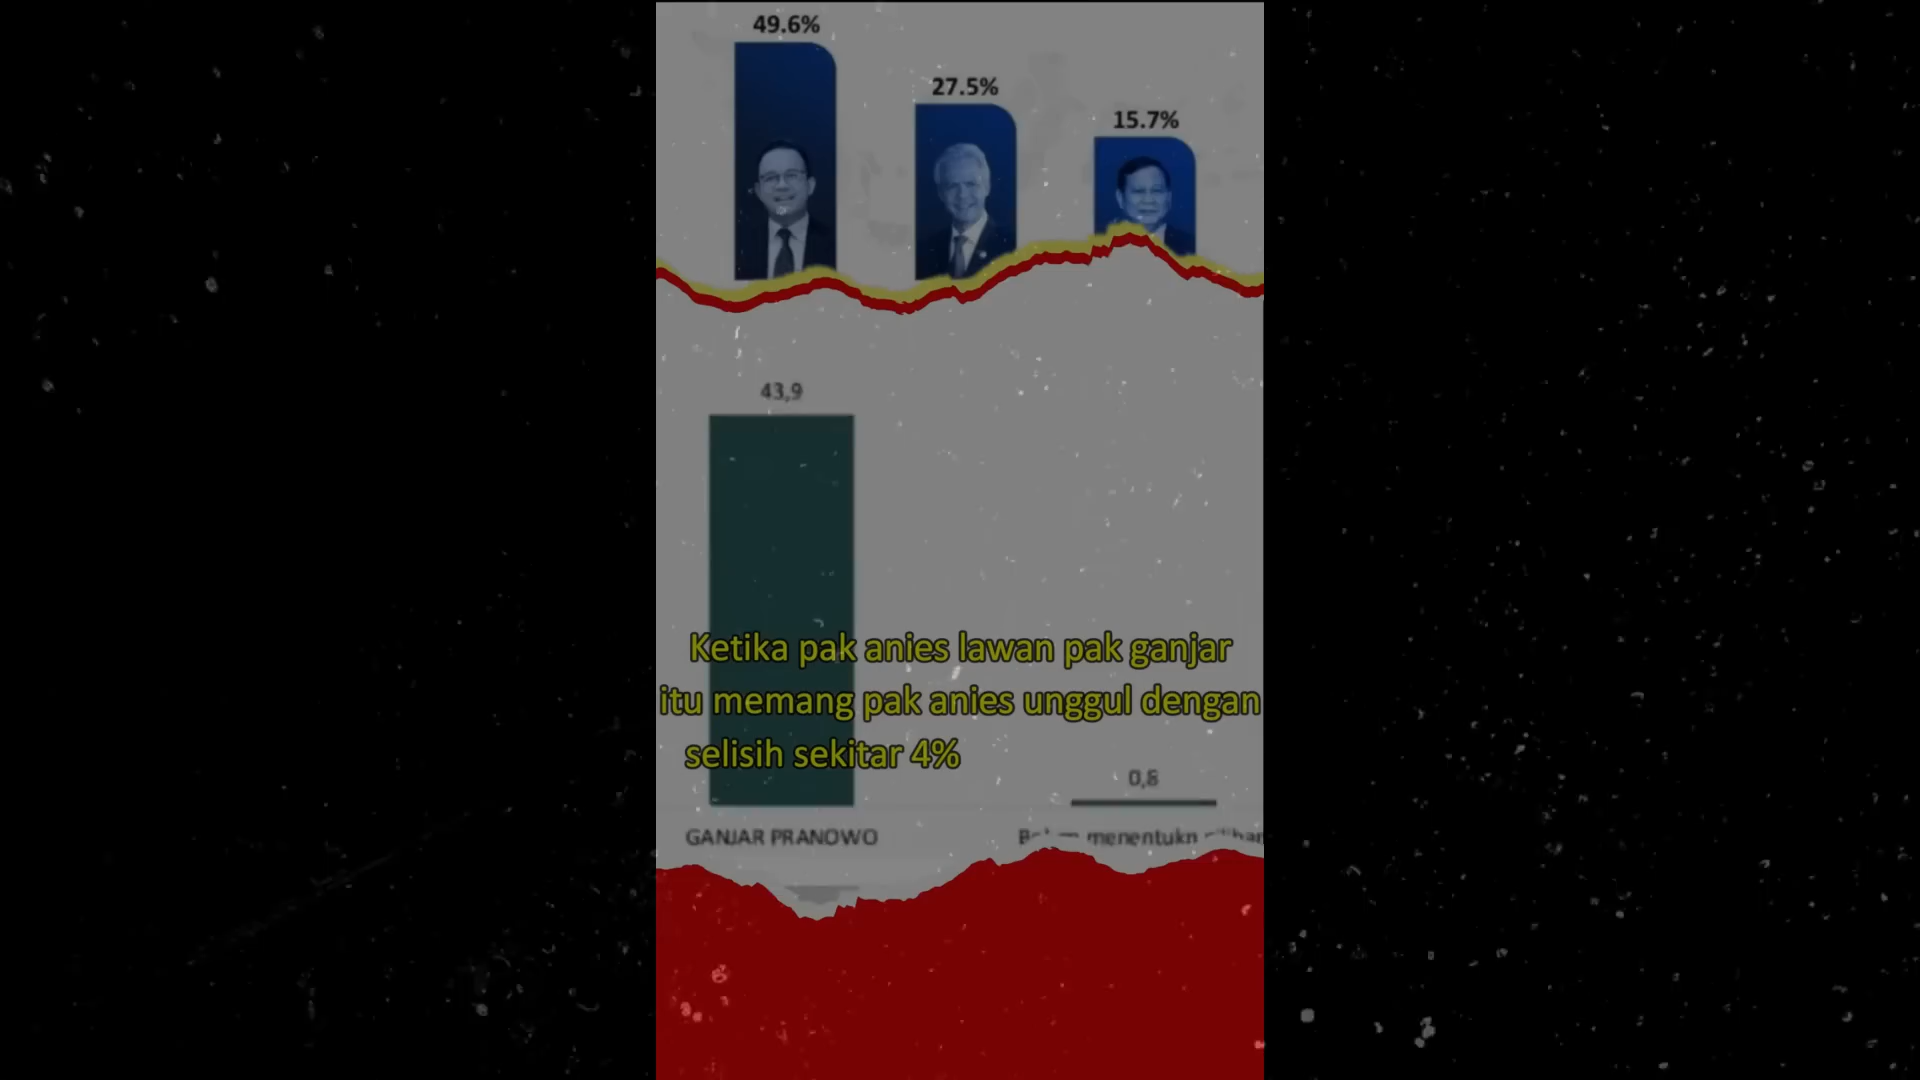 49.6%
27.5%
15.7%
43,9
Ketika pak anies lawan pak ganjar
itu memang pak anies unggul dengan
selisih sekitar 4%
0,8
GANJAR PRANOWO
menentukn